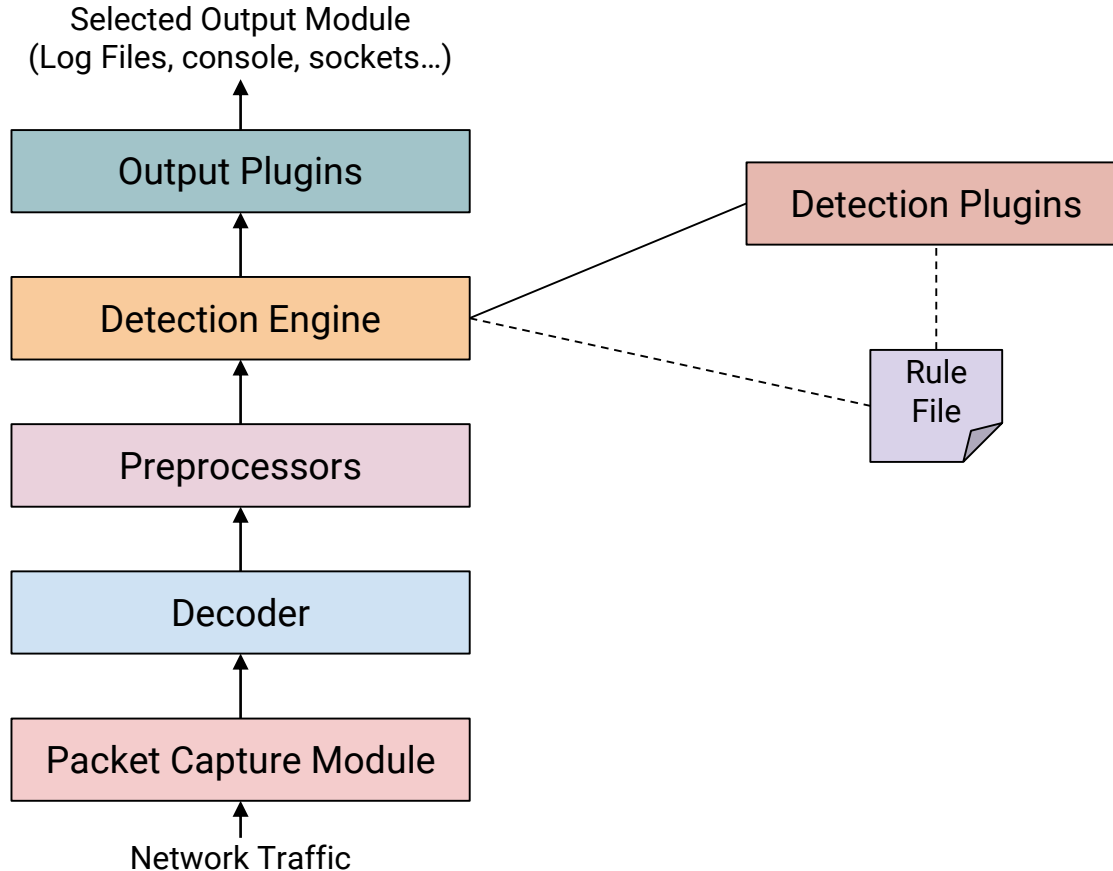 Selected Output Module
(Log Files, console, sockets…)
Output Plugins
Detection Plugins
Detection Engine
Rule
File
Preprocessors
Decoder
Packet Capture Module
Network Traffic